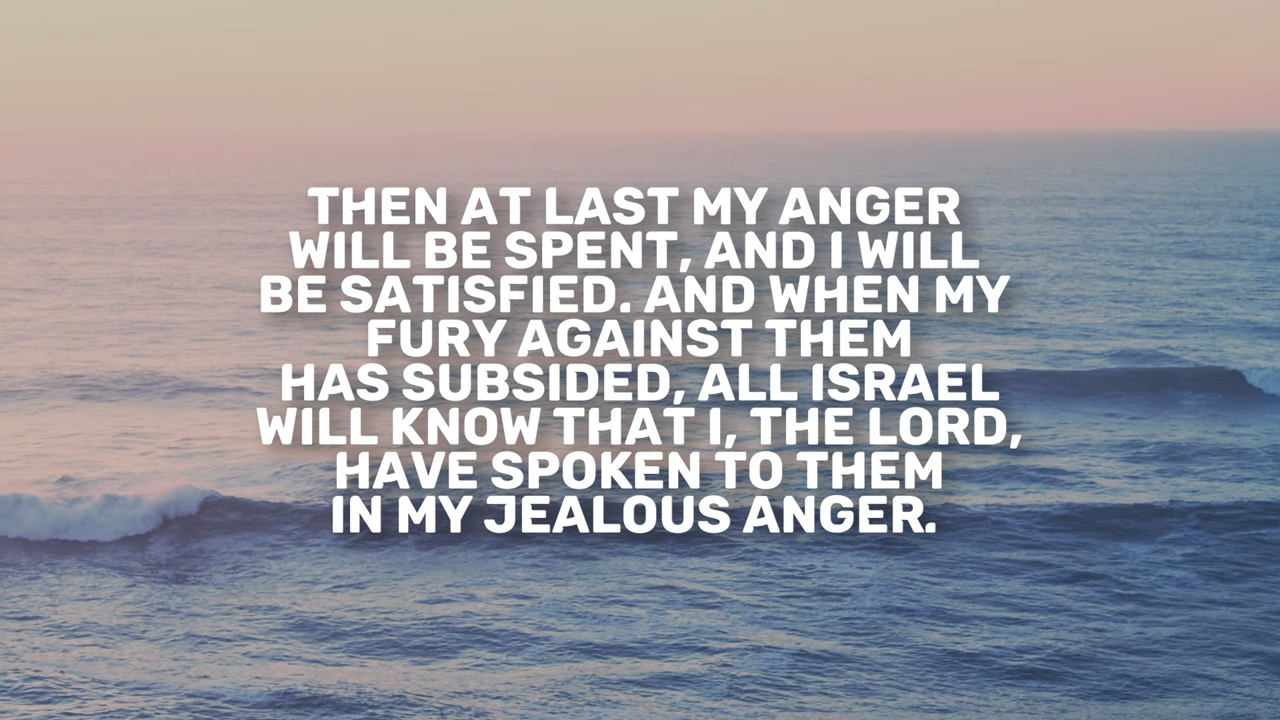 THEN AT LAST MY ANGER
WILL BE SPENT, AND I WILL
BE SATISFIED. AND WHEN MY
FURY AGAINST THEM
HAS SUBSIDED, ALL ISRAEL
WILL KNOW THAT I, THE LORD,
HAVE SPOKEN TO THEM
IN MY JEALOUS ANGER.